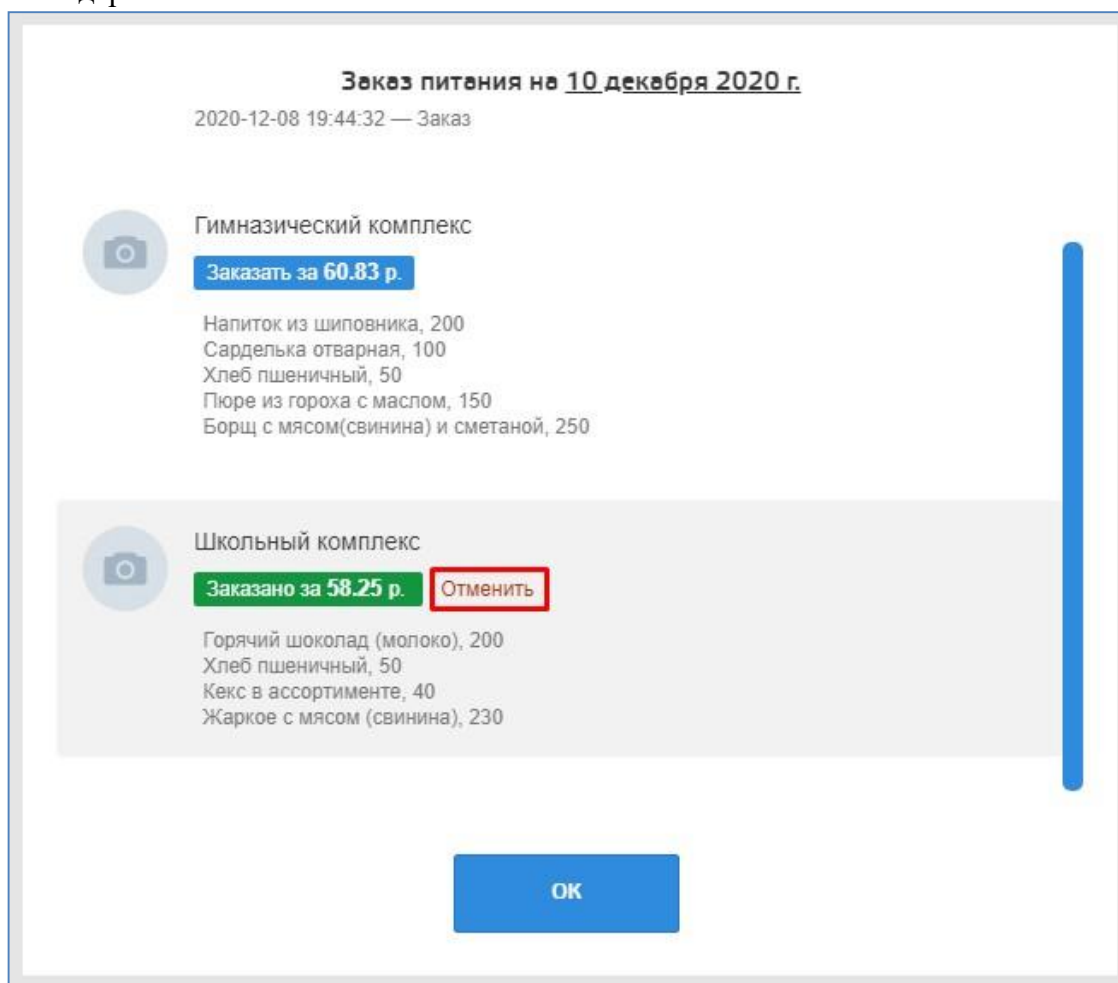 Заказ питания на 10 декабря 2020 г.
2020-12-08 19:44:32 — Заказ
Гимназический комплекс
Заказать за 60.83 р.
Напиток из шиповника, 200
Сарделька отварная, 100
Хлеб пшеничный, 50
Пюре из гороха с маслом, 150
Борщ с мясом(свинина) и сметаной, 250
Школьный комплекс
Заказано за 58.25 р. Отменить
Горячий шоколад (молоко), 200
Хлеб пшеничный, 50
Кекс в ассортименте, 40
Жаркое с мясом (свинина), 230
ОК